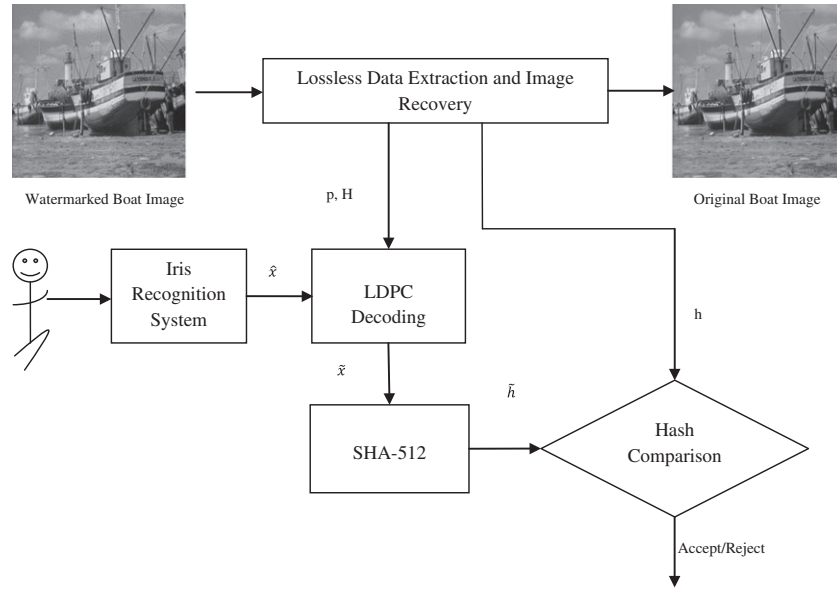 Lossless Data Extraction and Image
Recovery
Watermarked Boat Image
Original Boat Image
p, H
Iris
Recognition
System
x̂
LDPC
Decoding
h
x̃
h̃
SHA-512
Hash
Comparison
Accept/Reject